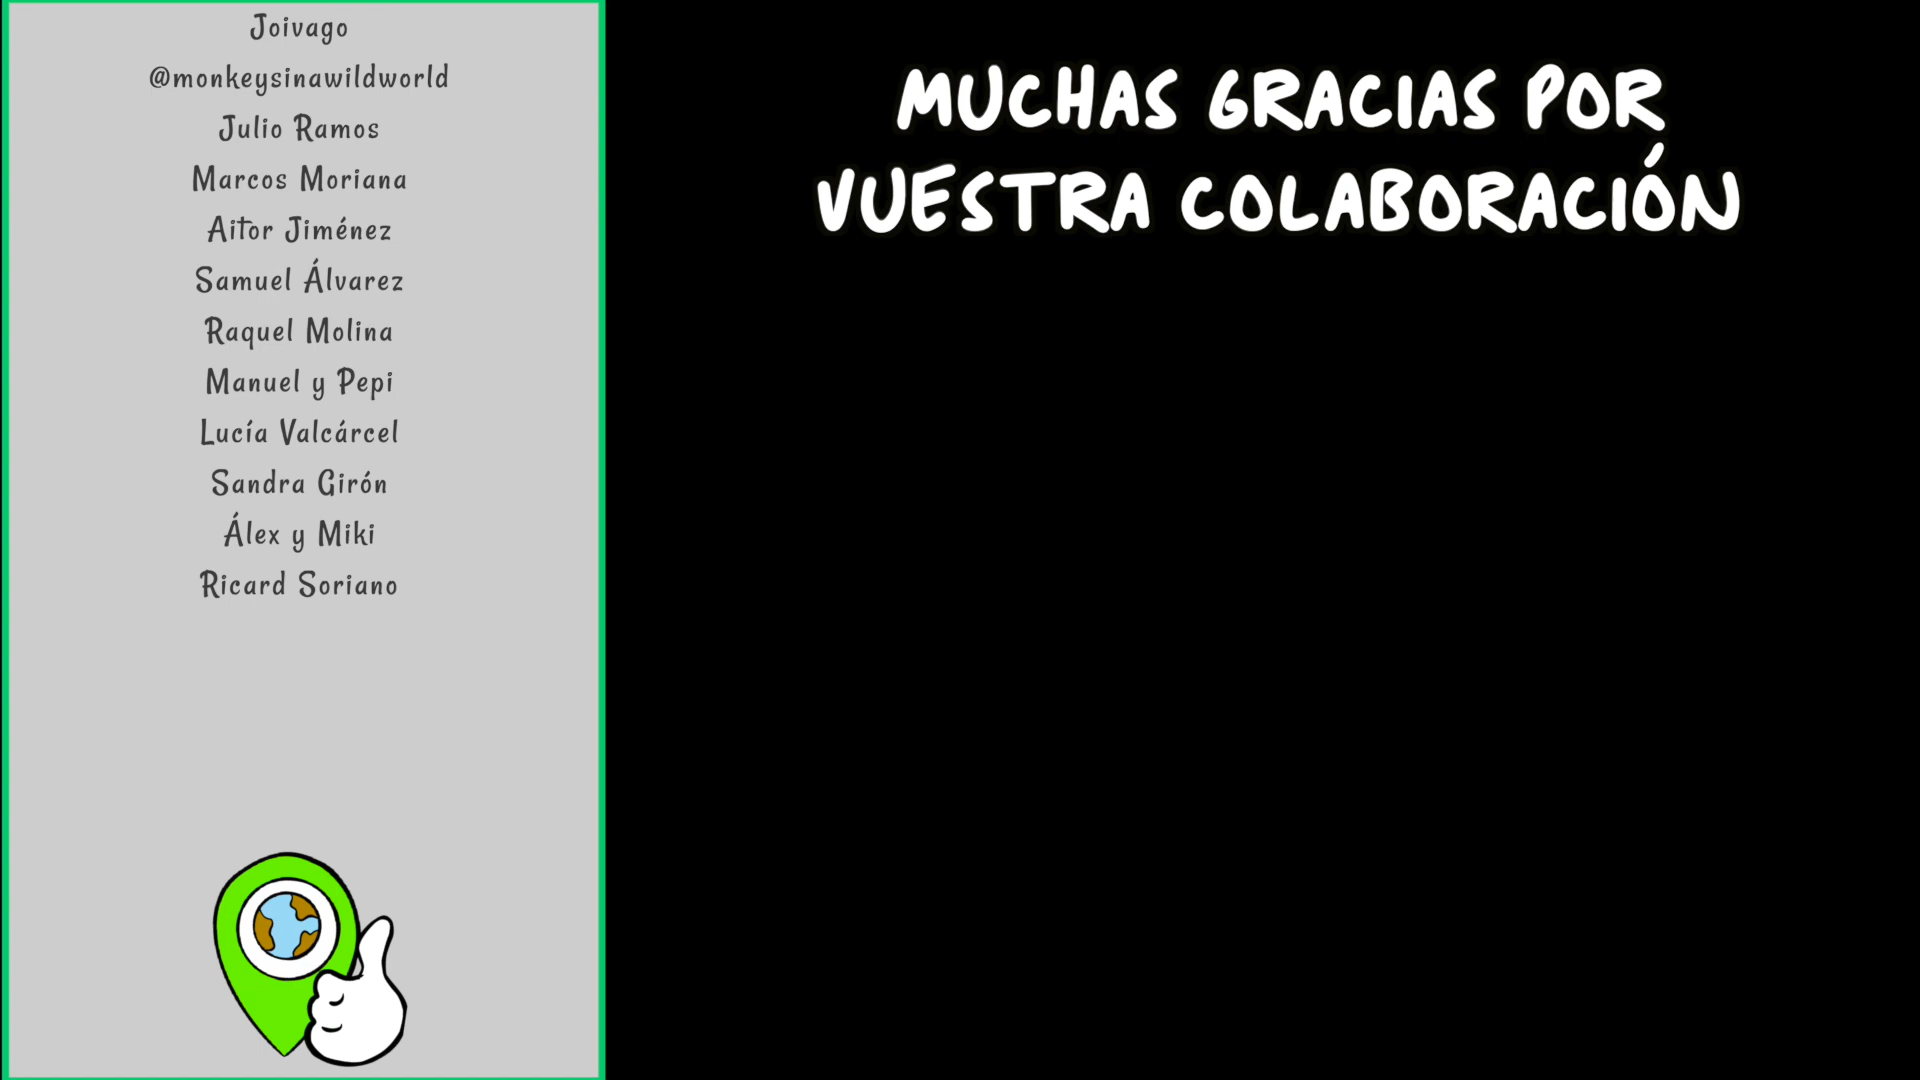 Joivago
@monkeysinawildworld
Julio Ramos
Marcos Moriana
Aitor Jiménez
Samuel Álvarez
Raquel Molina
Manuel y Pepi
Lucía Valcárcel
Sandra Girón
Álex y Miki
Ricard Soriano
MUCHAS GRACIAS POR
VUESTRA COLABORACIÓN